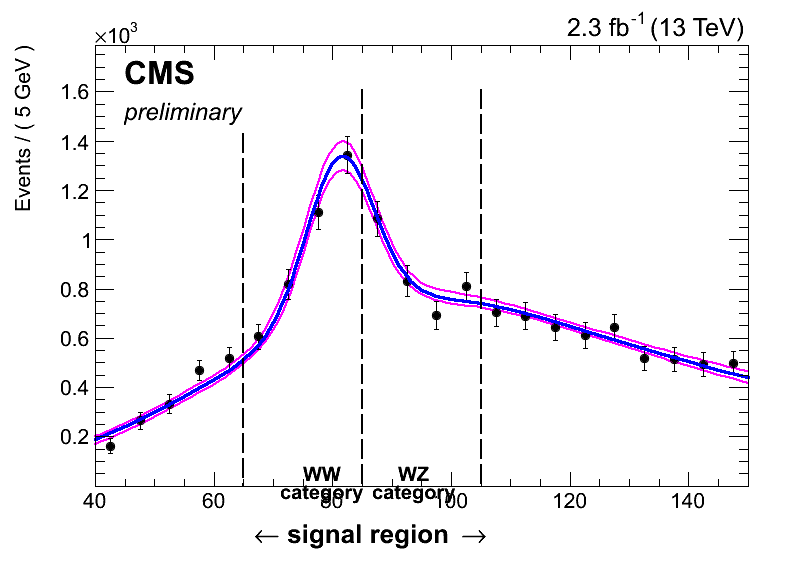 ×10³
2.3 fb⁻¹ (13 TeV)
CMS
preliminary
Events / ( 5 GeV )
1.6
1.4
1.2
1
0.8
0.6
0.4
0.2
WW
category
WZ
category
40 60 80 100 120 140
← signal region →